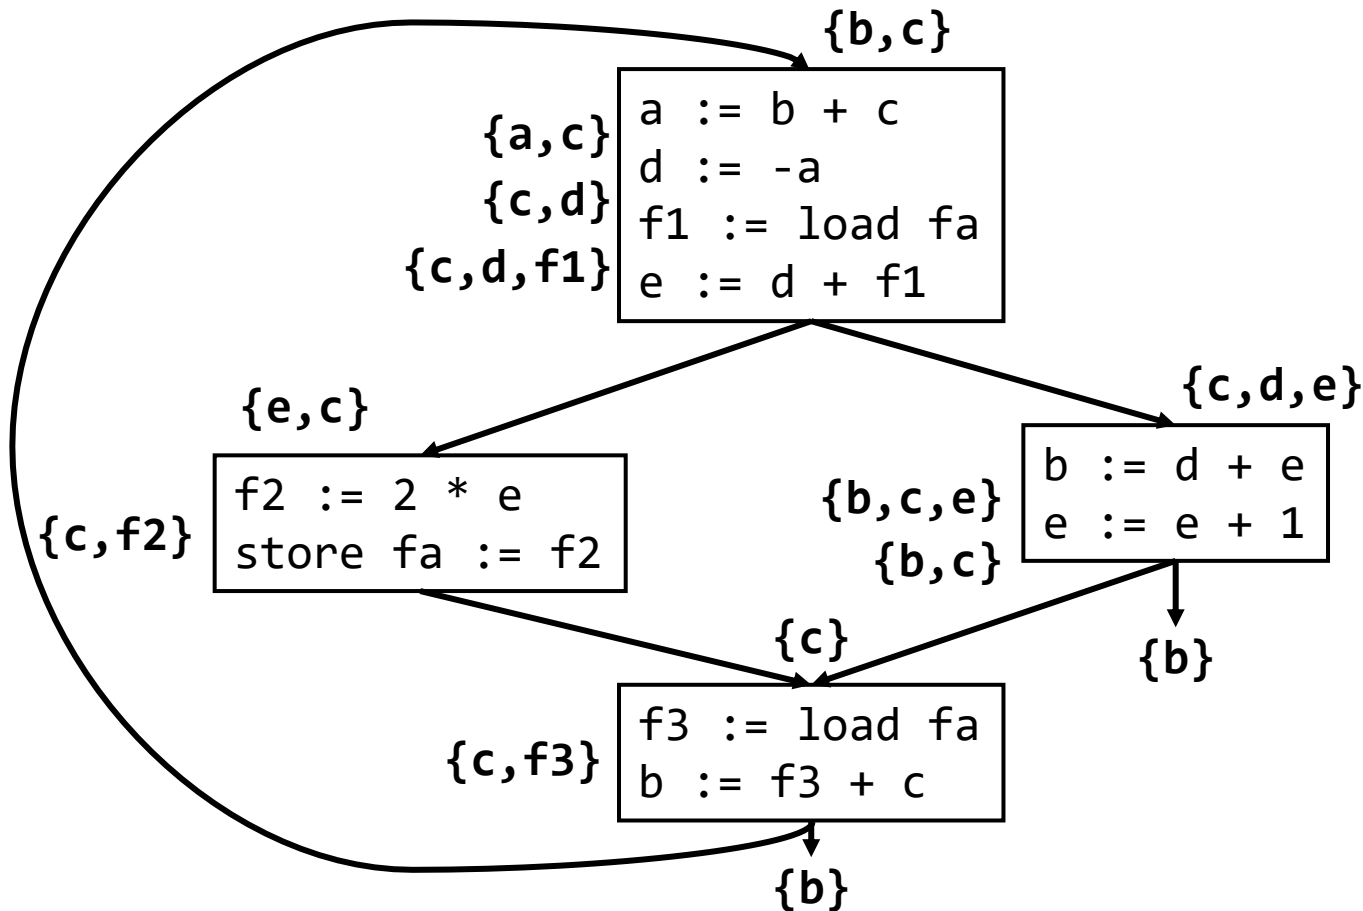 {b,c}
a := b + c
{a,c}
d := -a
{c,d}
f1 := load fa
{c,d,f1}
e := d + f1
{e,c}
{c,d,e}
f2 := 2 * e
{c,f2}
store fa := f2
b := d + e
{b,c,e}
e := e + 1
{b,c}
{c}
{b}
f3 := load fa
{c,f3}
b := f3 + c
{b}